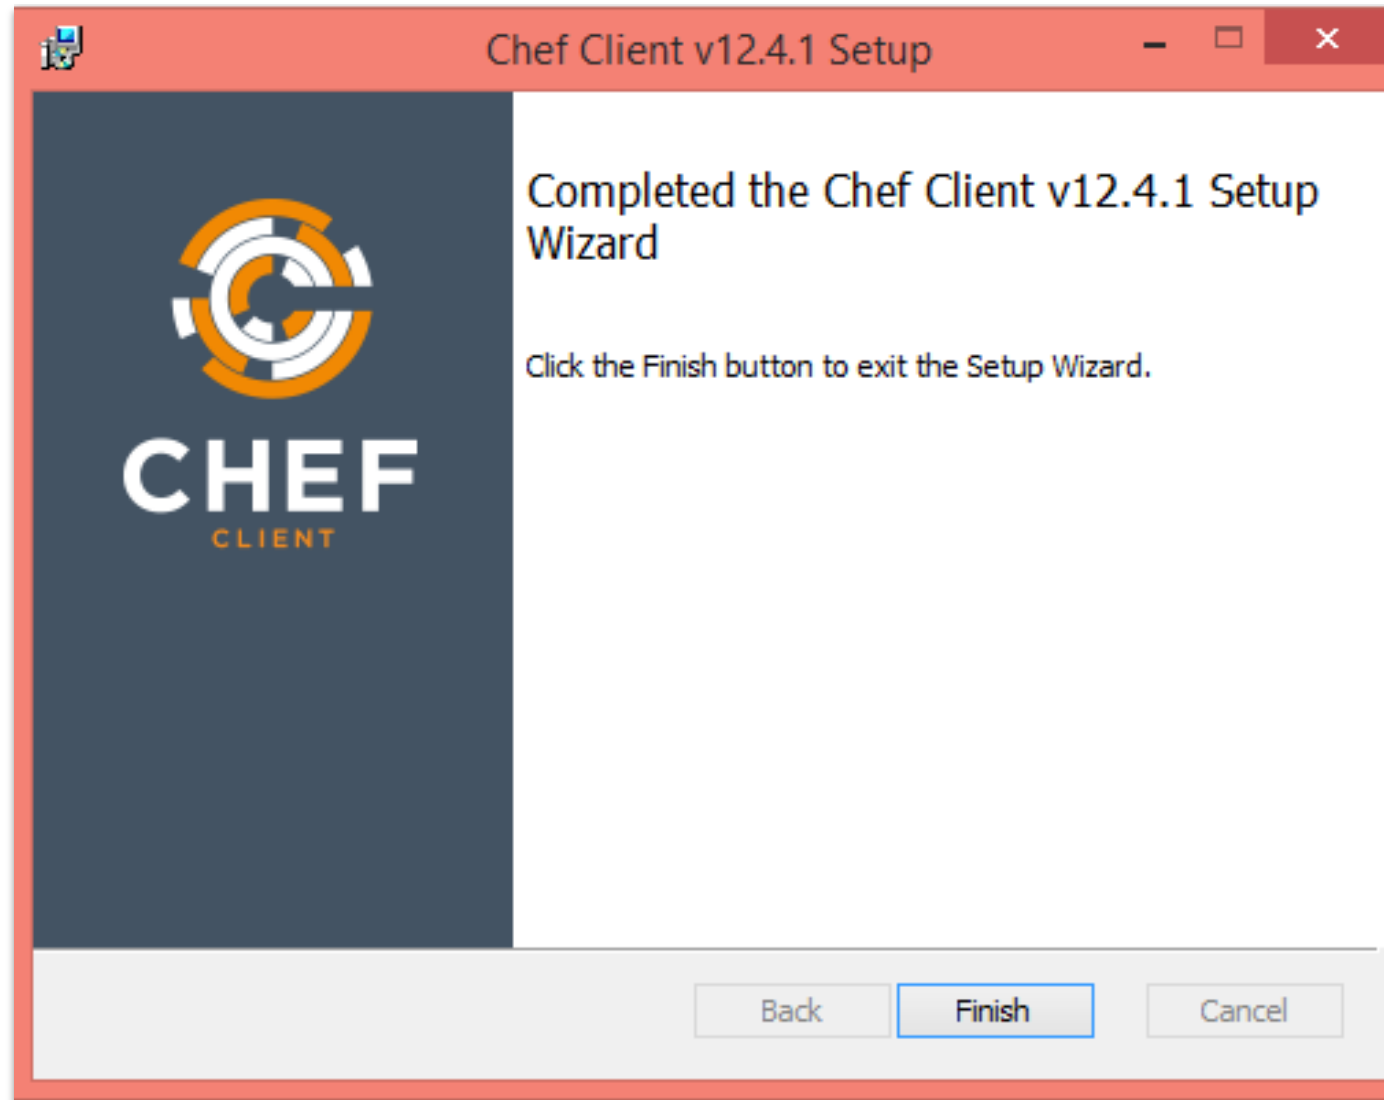 Chef Client v12.4.1 Setup
Completed the Chef Client v12.4.1 Setup
Wizard
Click the Finish button to exit the Setup Wizard.
CHEF
CLIENT
Back
Finish
Cancel